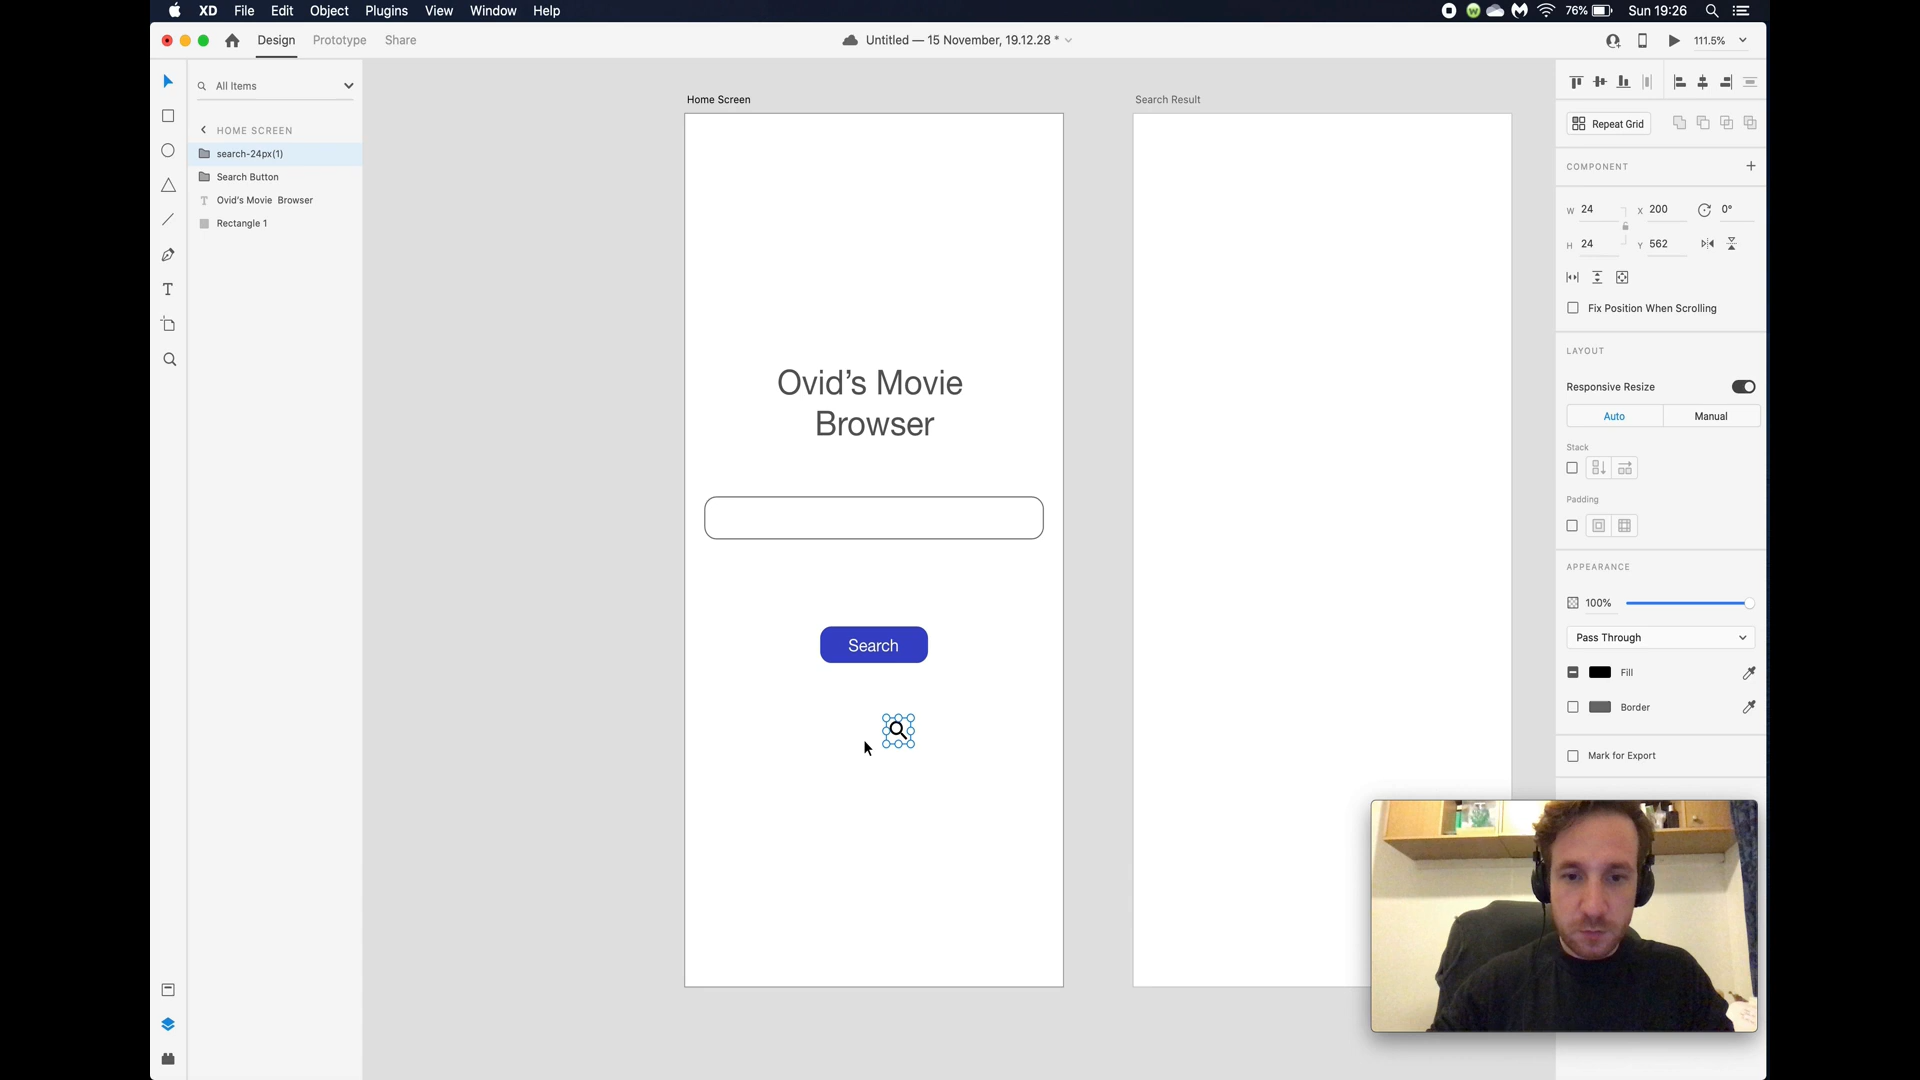 XD File Edit Object Plugins View Window Help
76% Sun 19:26
Design Prototype Share
Untitled — 15 November, 19.12.28 *
111.5%
All Items
HOME SCREEN
search-24px(1)
Search Button
Ovid's Movie Browser
Rectangle 1
Home Screen
Search Result
Ovid's Movie
Browser
Search
Repeat Grid
COMPONENT
W 24 X 200 0°
H 24 Y 562
Fix Position When Scrolling
LAYOUT
Responsive Resize
Auto Manual
Stack
Padding
APPEARANCE
100%
Pass Through
Fill
Border
Mark for Export